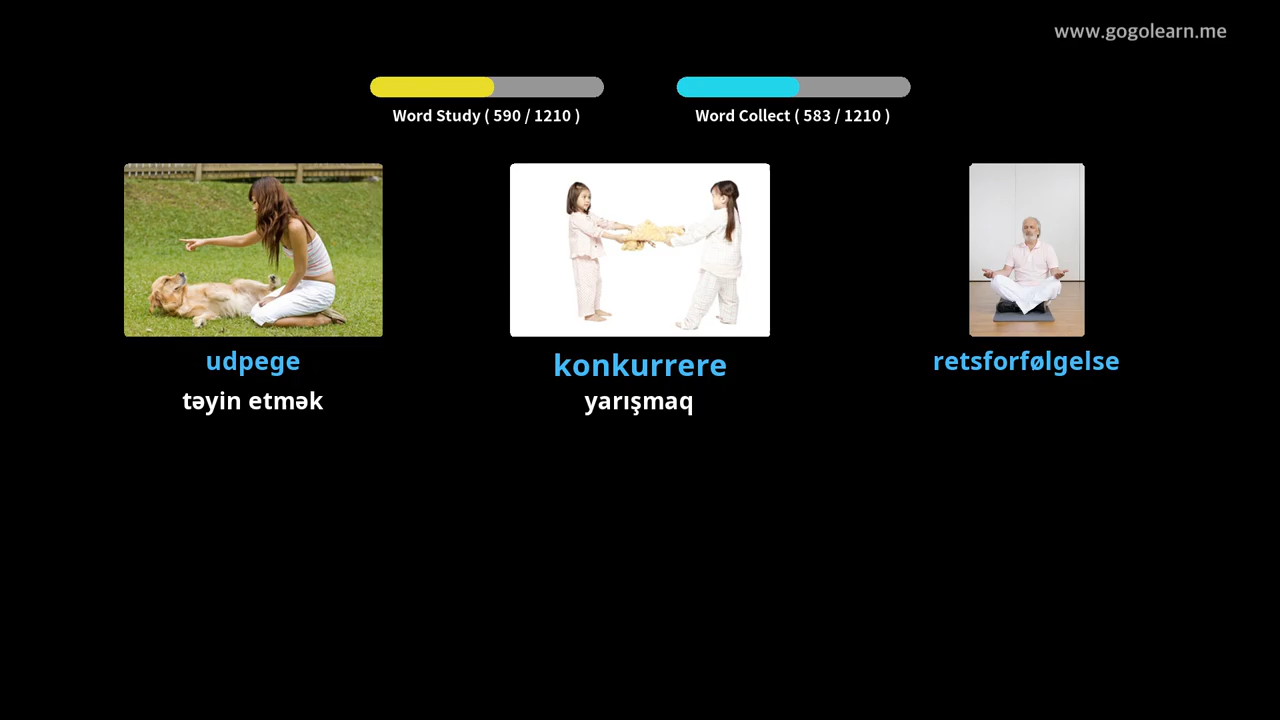 www.gogolearn.me
Word Study ( 590 / 1210 )
Word Collect ( 583 / 1210 )
udpege
konkurrere
retsforfølgelse
təyin etmək
yarışmaq